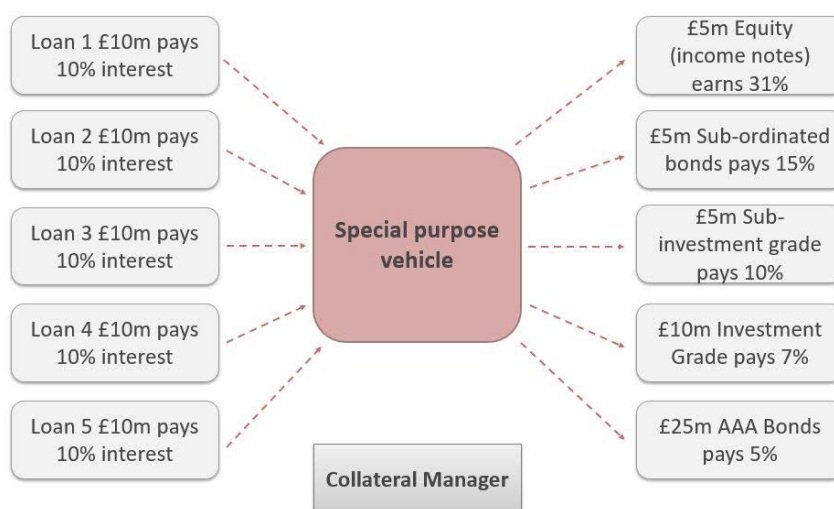 Loan 1 £10m pays
10% interest
Loan 2 £10m pays
10% interest
Loan 3 £10m pays
10% interest
Loan 4 £10m pays
10% interest
Loan 5 £10m pays
10% interest
Special purpose
vehicle
Collateral Manager
£5m Equity
(income notes)
earns 31%
£5m Sub-ordinated
bonds pays 15%
£5m Sub-
investment grade
pays 10%
£10m Investment
Grade pays 7%
£25m AAA Bonds
pays 5%